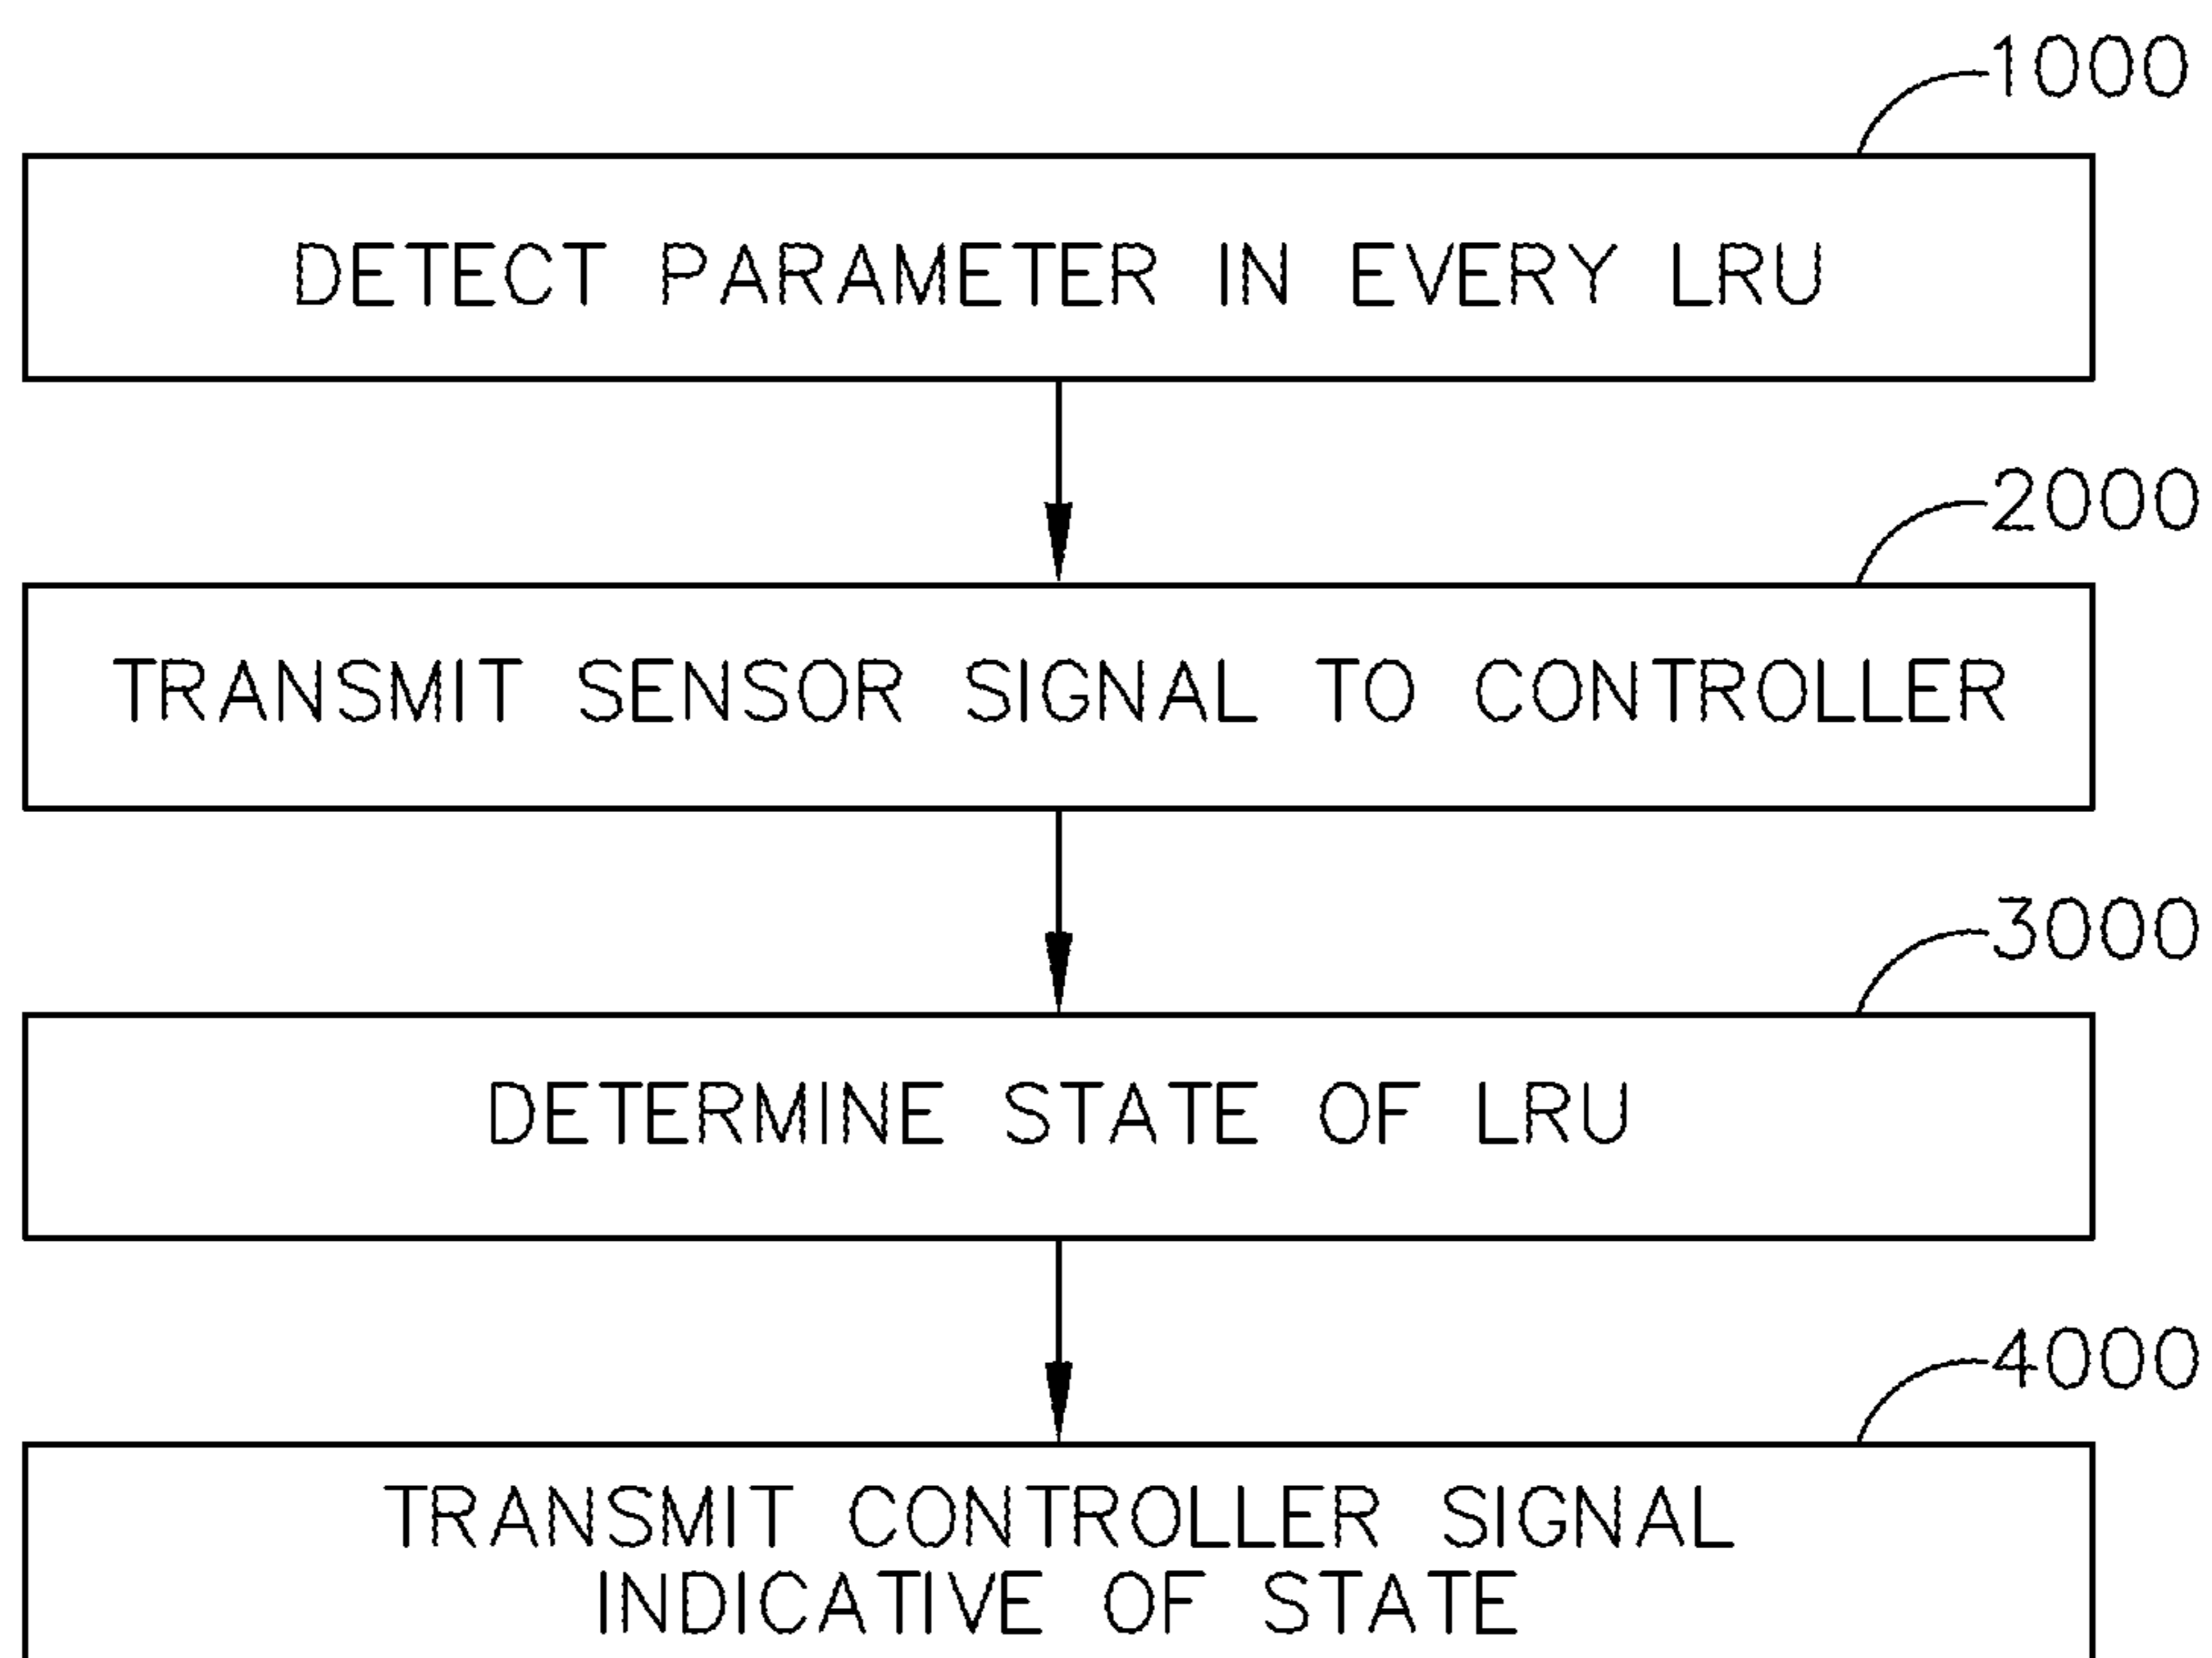 1000
DETECT PARAMETER IN EVERY LRU
2000
TRANSMIT SENSOR SIGNAL TO CONTROLLER
3000
DETERMINE STATE OF LRU
4000
TRANSMIT CONTROLLER SIGNAL
INDICATIVE OF STATE